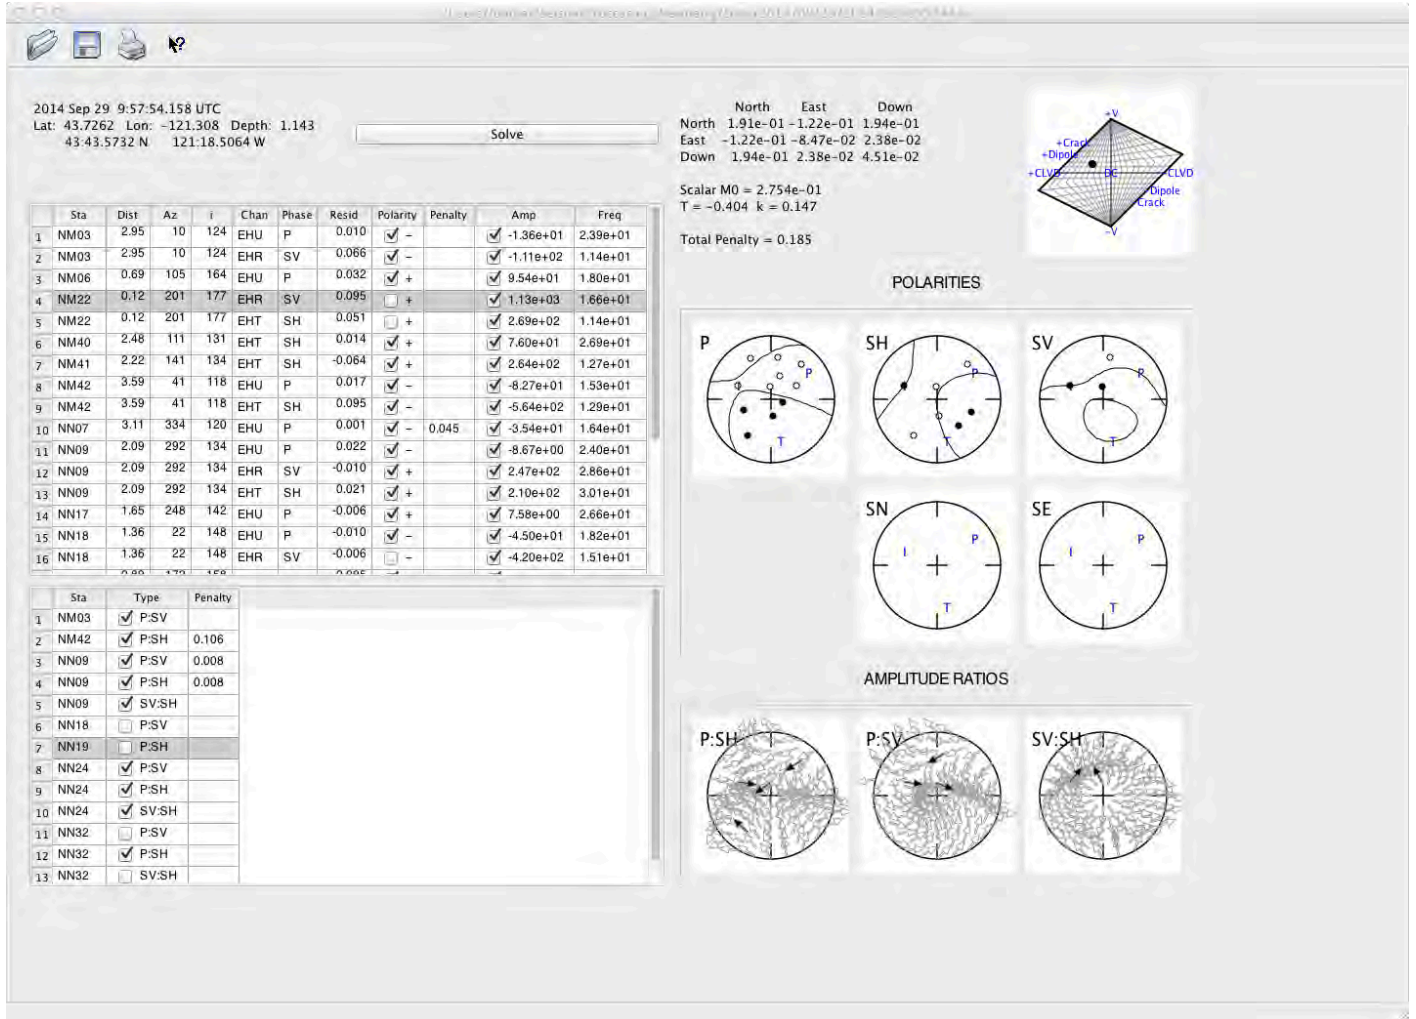 2014 Sep 29 9:57:54.158 UTC
Lat: 43.7262 Lon: -121.308 Depth: 1.143
43:43.5732 N 121:18.5064 W
Solve
North East Down
North 1.91e-01 -1.22e-01 1.94e-01
East -1.22e-01 -8.47e-02 2.38e-02
Down 1.94e-01 2.38e-02 4.51e-02
Scalar M0 = 2.754e-01
T = -0.404 k = 0.147
Total Penalty = 0.185
+V
+Crack
+Dipole
+CLVD DC -CLVD
Dipole
Crack
-V
Sta Dist Az i Chan Phase Resid Polarity Penalty Amp Freq
1 NM03 2.95 10 124 EHU P 0.010 - -1.36e+01 2.39e+01
2 NM03 2.95 10 124 EHR SV 0.066 - -1.11e+02 1.14e+01
3 NM06 0.69 105 164 EHU P 0.032 + 9.54e+01 1.80e+01
4 NM22 0.12 201 177 EHR SV 0.095 + 1.13e+03 1.66e+01
5 NM22 0.12 201 177 EHT SH 0.051 + 2.69e+02 1.14e+01
6 NM40 2.48 111 131 EHT SH 0.014 + 7.60e+01 2.69e+01
7 NM41 2.22 141 134 EHT SH -0.064 + 2.64e+02 1.27e+01
8 NM42 3.59 41 118 EHU P 0.017 - -8.27e+01 1.53e+01
9 NM42 3.59 41 118 EHT SH 0.095 - -5.64e+02 1.29e+01
10 NN07 3.11 334 120 EHU P 0.001 - 0.045 -3.54e+01 1.64e+01
11 NN09 2.09 292 134 EHU P 0.022 - -8.67e+00 2.40e+01
12 NN09 2.09 292 134 EHR SV -0.010 + 2.47e+02 2.86e+01
13 NN09 2.09 292 134 EHT SH 0.021 + 2.10e+02 3.01e+01
14 NN17 1.65 248 142 EHU P -0.006 + 7.58e+00 2.66e+01
15 NN18 1.36 22 148 EHU P -0.010 - -4.50e+01 1.82e+01
16 NN18 1.36 22 148 EHR SV -0.006 - -4.20e+02 1.51e+01
Sta Type Penalty
1 NM03 P:SV
2 NM42 P:SH 0.106
3 NN09 P:SV 0.008
4 NN09 P:SH 0.008
5 NN09 SV:SH
6 NN18 P:SV
7 NN19 P:SH
8 NN24 P:SV
9 NN24 P:SH
10 NN24 SV:SH
11 NN32 P:SV
12 NN32 P:SH
13 NN32 SV:SH
POLARITIES
P P T
SH P T
SV P T
SN I P T
SE I P T
AMPLITUDE RATIOS
P:SH P:SV SV:SH